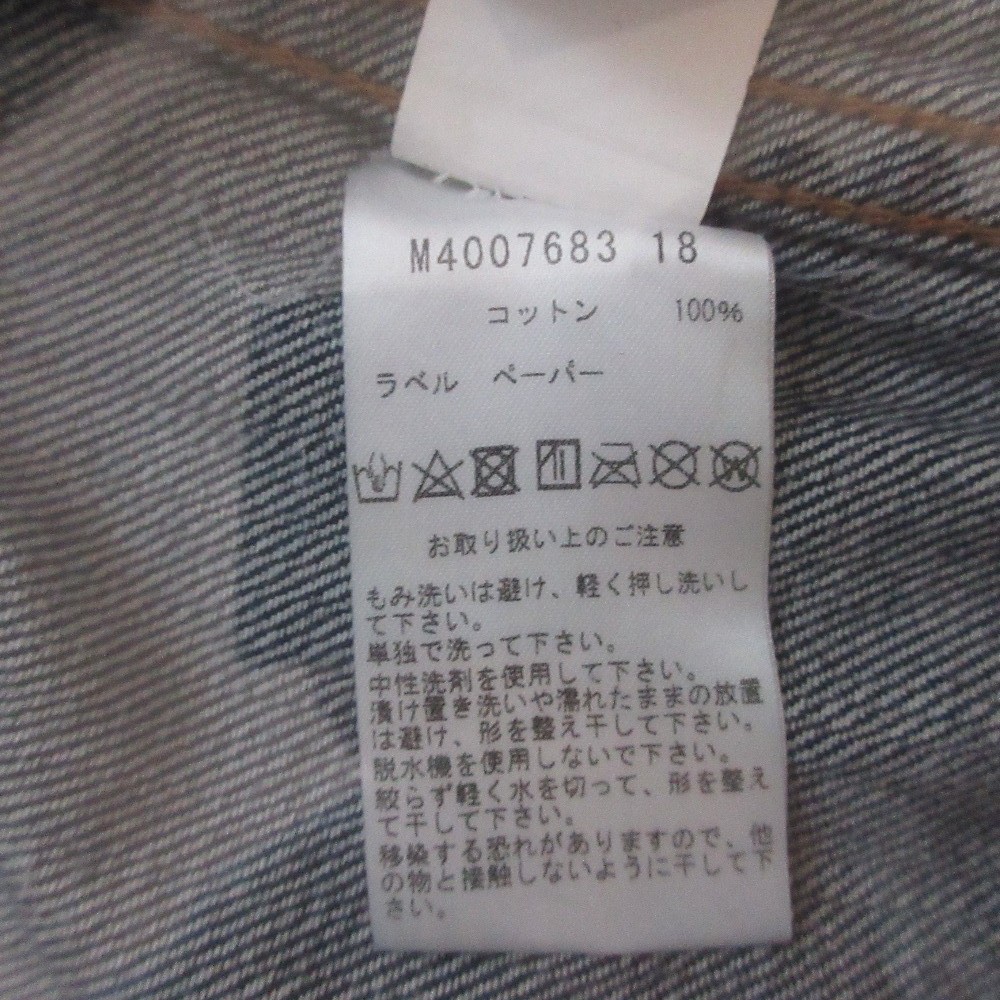 M4007683 18
コットン 100%
ラベル ペーパー
お取り扱い上のご注意
もみ洗いは避け、軽く押し洗いし
て下さい。
単独で洗って下さい。
中性洗剤を使用して下さい。
漬け置き洗いや濡れたままの放置
は避け、形を整え干して下さい。
脱水機を使用しないで下さい。
絞らず軽く水を切って、形を整え
て干して下さい。
移染する恐れがありますので、他
の物と接触しないように干して下
さい。